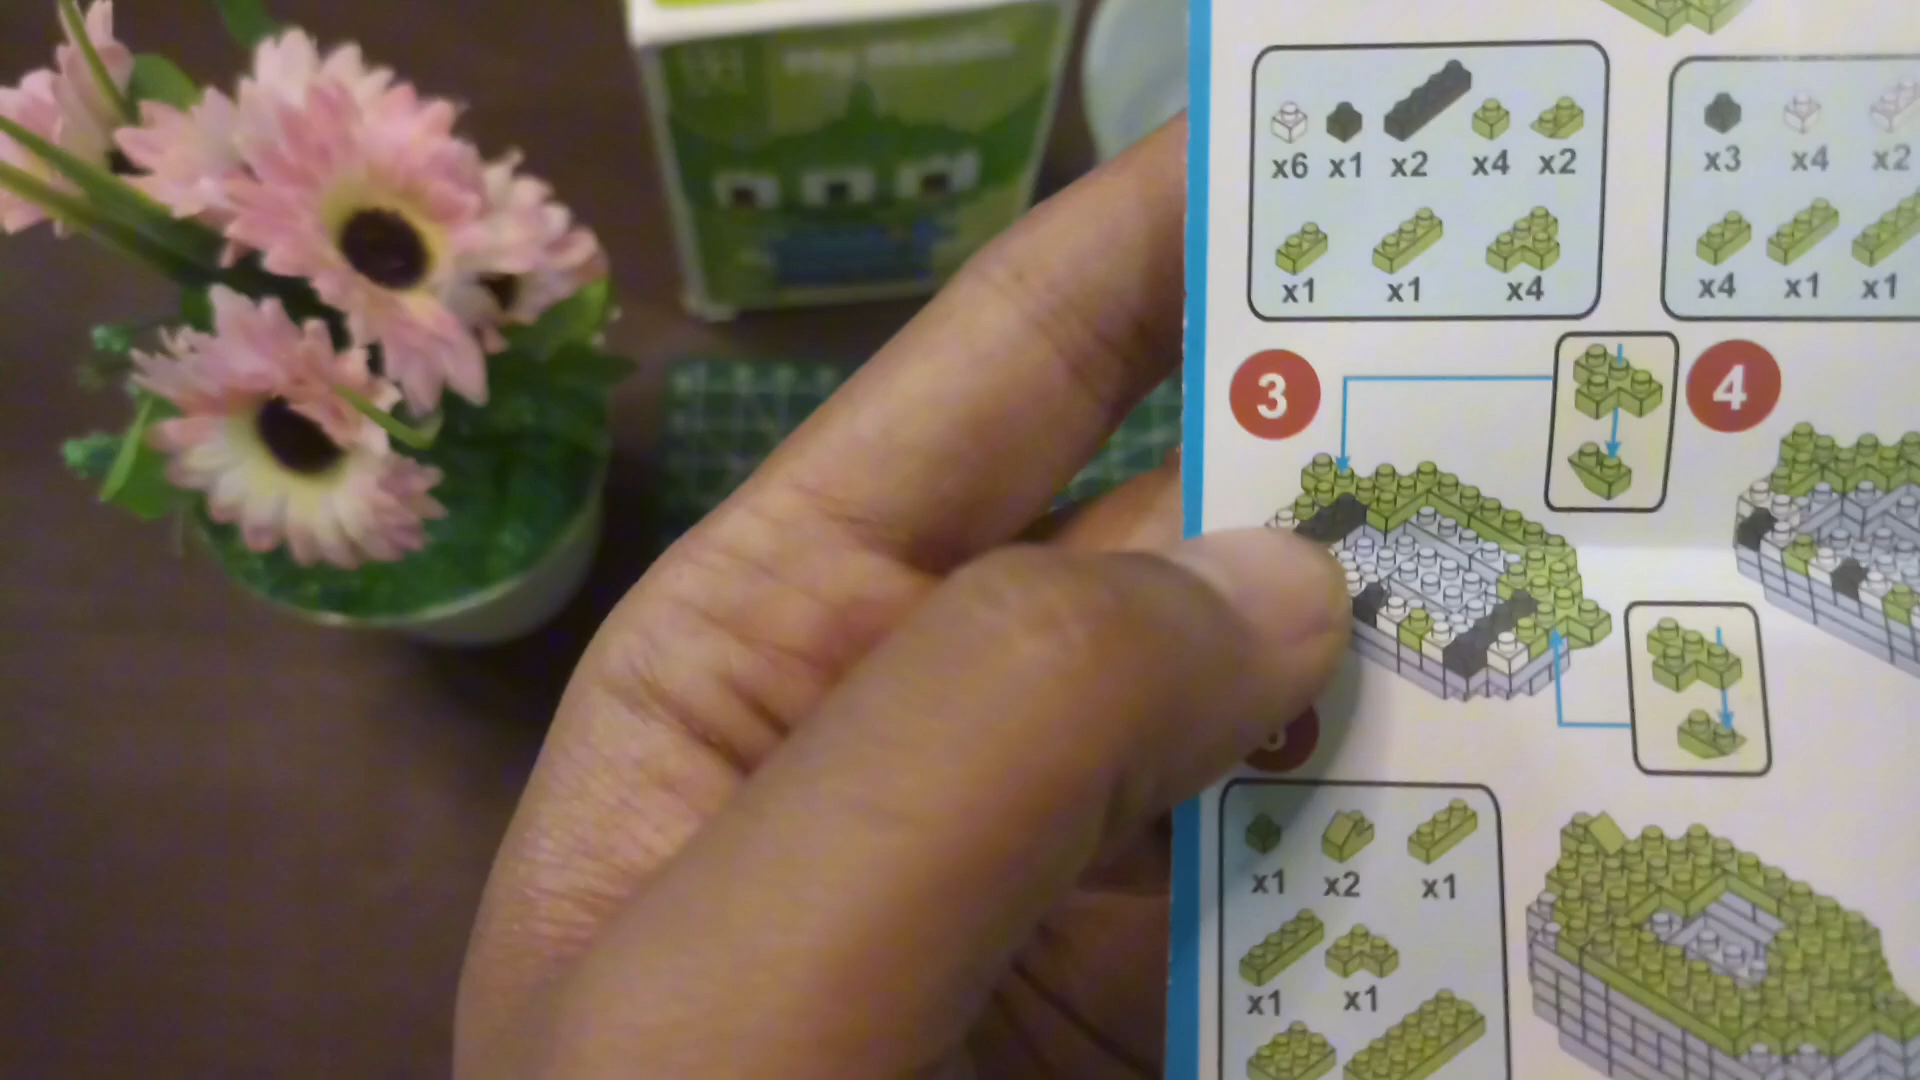 x6 x1 x2 x4 x2
x1 x1 x4
x3 x4 x2
x4 x1 x1
3
4
x1 x2 x1
x1 x1